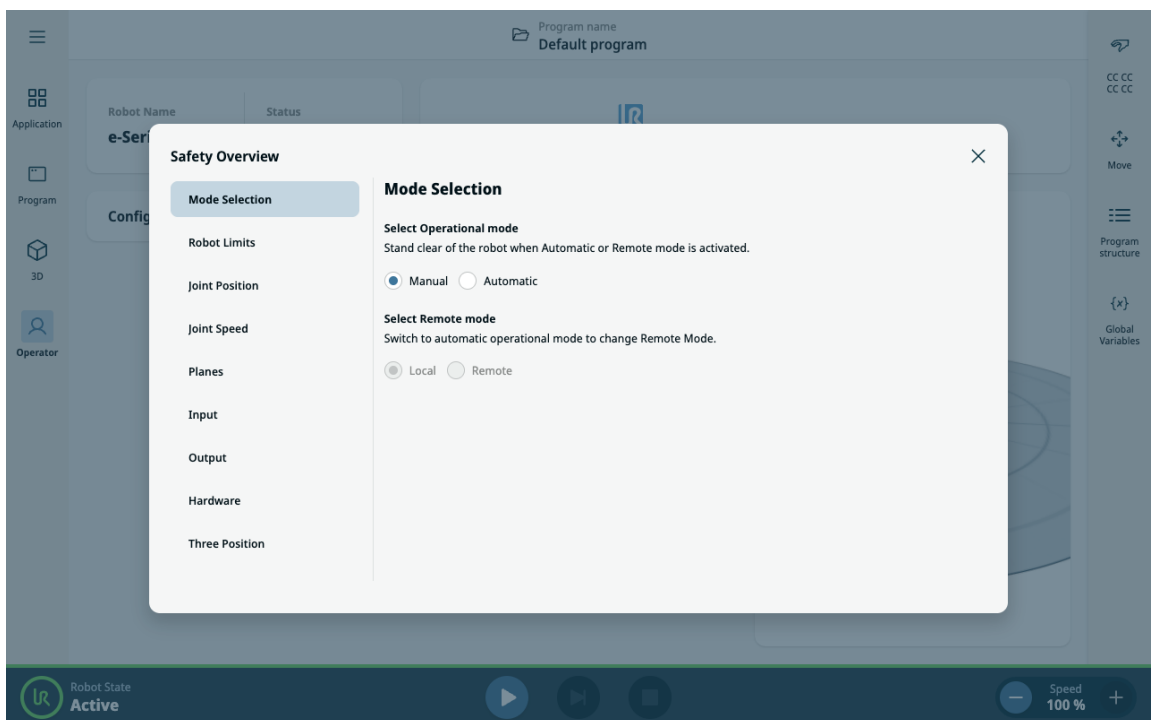 Program name
Default program
Application
Program
3D
Operator
Robot Name
Status
e-Seri
Config
Safety Overview
Mode Selection
Robot Limits
Joint Position
Joint Speed
Planes
Input
Output
Hardware
Three Position
Mode Selection
Select Operational mode
Stand clear of the robot when Automatic or Remote mode is activated.
Manual Automatic
Select Remote mode
Switch to automatic operational mode to change Remote Mode.
Local Remote
CC CC
CC CC
Move
Program
structure
{x}
Global
Variables
Robot State
Active
Speed
100 %